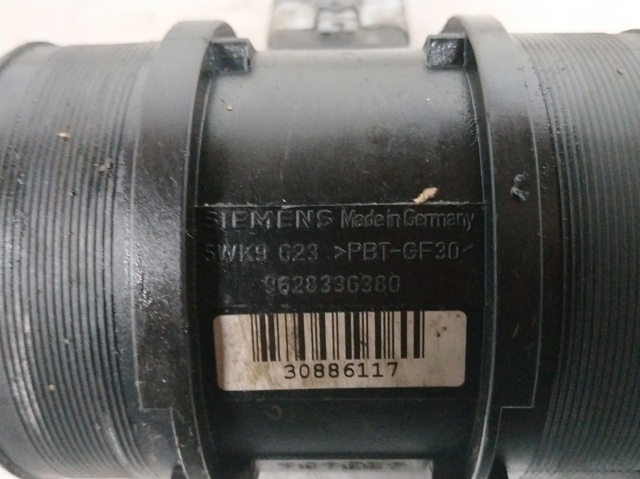 SIEMENS Made in Germany
5WK9 623 >PBT-GF30<
9628336380
30886117